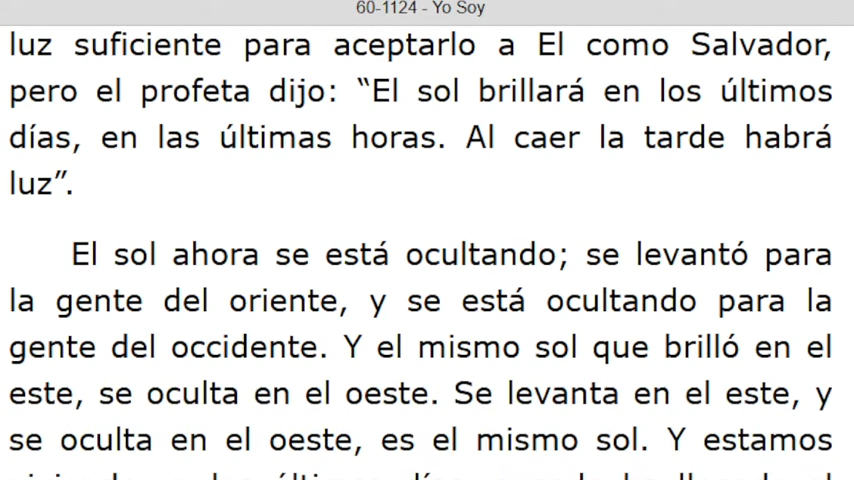 60-1124 - Yo Soy
luz suficiente para aceptarlo a El como Salvador,
pero el profeta dijo: “El sol brillará en los últimos
días, en las últimas horas. Al caer la tarde habrá
luz”.
El sol ahora se está ocultando; se levantó para
la gente del oriente, y se está ocultando para la
gente del occidente. Y el mismo sol que brilló en el
este, se oculta en el oeste. Se levanta en el este, y
se oculta en el oeste, es el mismo sol. Y estamos